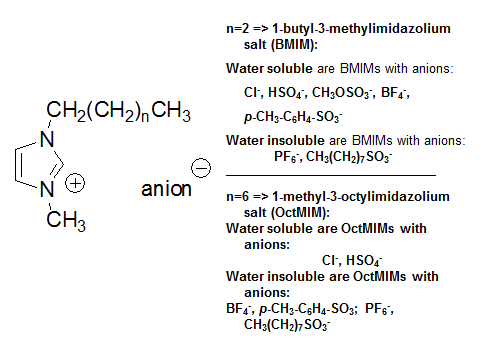 CH₂(CH₂)ₙCH₃
N
N
⊕
CH₃
anion ⊖
n=2 => 1-butyl-3-methylimidazolium
salt (BMIM):
Water soluble are BMIMs with anions:
Cl⁻, HSO₄⁻, CH₃OSO₃⁻, BF₄⁻,
p-CH₃-C₆H₄-SO₃⁻
Water insoluble are BMIMs with anions:
PF₆⁻, CH₃(CH₂)₇SO₃⁻
n=6 => 1-methyl-3-octylimidazolium
salt (OctMIM):
Water soluble are OctMIMs with
anions:
Cl⁻, HSO₄⁻
Water insoluble are OctMIMs with
anions:
BF₄⁻, p-CH₃-C₆H₄-SO₃; PF₆⁻,
CH₃(CH₂)₇SO₃⁻